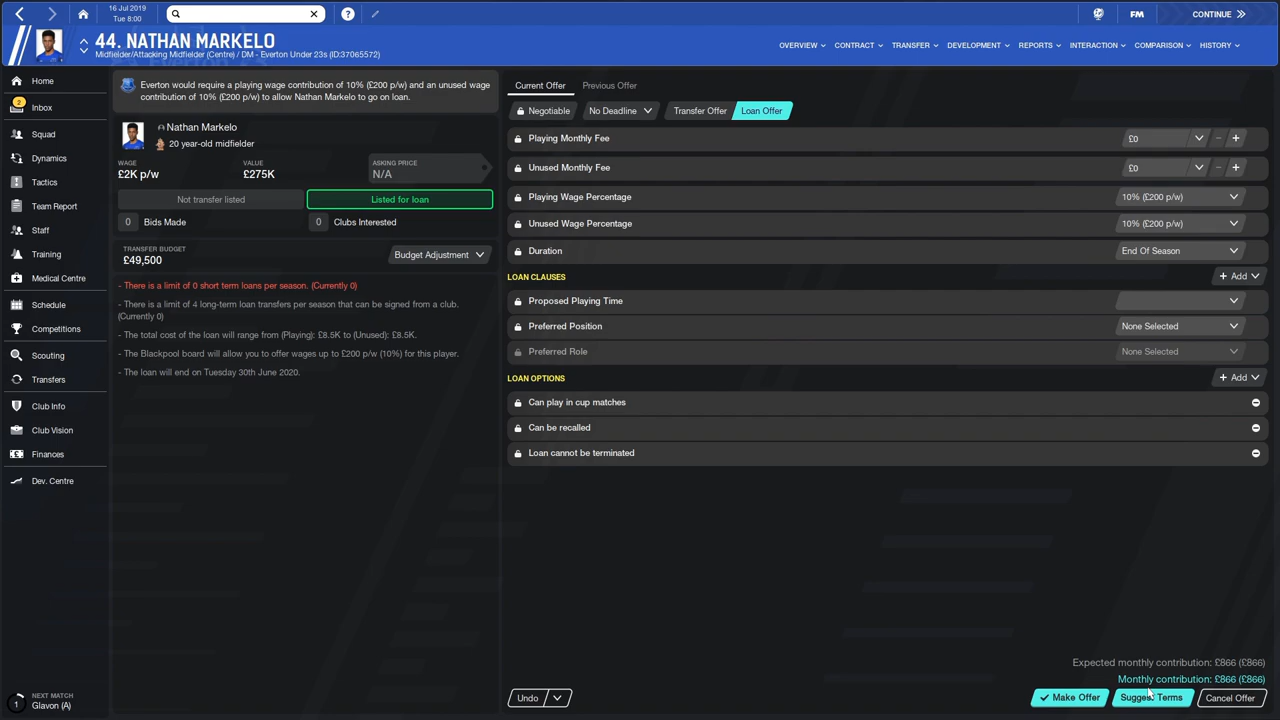 16 Jul 2019
Tue 8:00
?
FM
CONTINUE
44. NATHAN MARKELO
Midfielder/Attacking Midfielder (Centre) / DM - Everton Under 23s (ID:37065572)
OVERVIEW
CONTRACT
TRANSFER
DEVELOPMENT
REPORTS
INTERACTION
COMPARISON
HISTORY
Home
2
Inbox
Squad
Dynamics
Tactics
Team Report
Staff
Training
Medical Centre
Schedule
Competitions
Scouting
Transfers
Club Info
Club Vision
Finances
Dev. Centre
1
NEXT MATCH
Glavon (A)
Everton would require a playing wage contribution of 10% (£200 p/w) and an unused wage
contribution of 10% (£200 p/w) to allow Nathan Markelo to go on loan.
Nathan Markelo
20 year-old midfielder
WAGE
£2K p/w
VALUE
£275K
ASKING PRICE
N/A
Not transfer listed
Listed for loan
0 Bids Made
0 Clubs Interested
TRANSFER BUDGET
£49,500
Budget Adjustment
- There is a limit of 0 short term loans per season. (Currently 0)
- There is a limit of 4 long-term loan transfers per season that can be signed from a club.
(Currently 0)
- The total cost of the loan will range from (Playing): £8.5K to (Unused): £8.5K.
- The Blackpool board will allow you to offer wages up to £200 p/w (10%) for this player.
- The loan will end on Tuesday 30th June 2020.
Current Offer
Previous Offer
Negotiable
No Deadline
Transfer Offer
Loan Offer
Playing Monthly Fee £0
Unused Monthly Fee £0
Playing Wage Percentage 10% (£200 p/w)
Unused Wage Percentage 10% (£200 p/w)
Duration End Of Season
LOAN CLAUSES + Add
Proposed Playing Time
Preferred Position None Selected
Preferred Role None Selected
LOAN OPTIONS + Add
Can play in cup matches
Can be recalled
Loan cannot be terminated
Expected monthly contribution: £866 (£866)
Monthly contribution: £866 (£866)
Undo
Make Offer
Suggest Terms
Cancel Offer